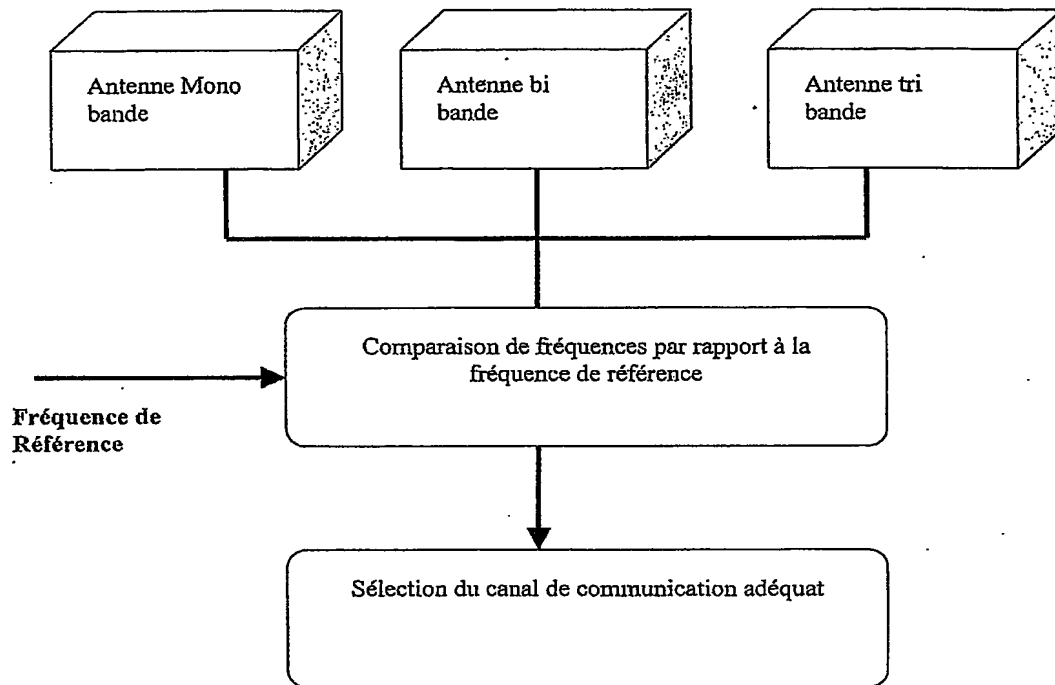 Antenne Mono
bande
Antenne bi
bande
Antenne tri
bande
Comparaison de fréquences par rapport à la
fréquence de référence
Fréquence de
Référence
Sélection du canal de communication adéquat